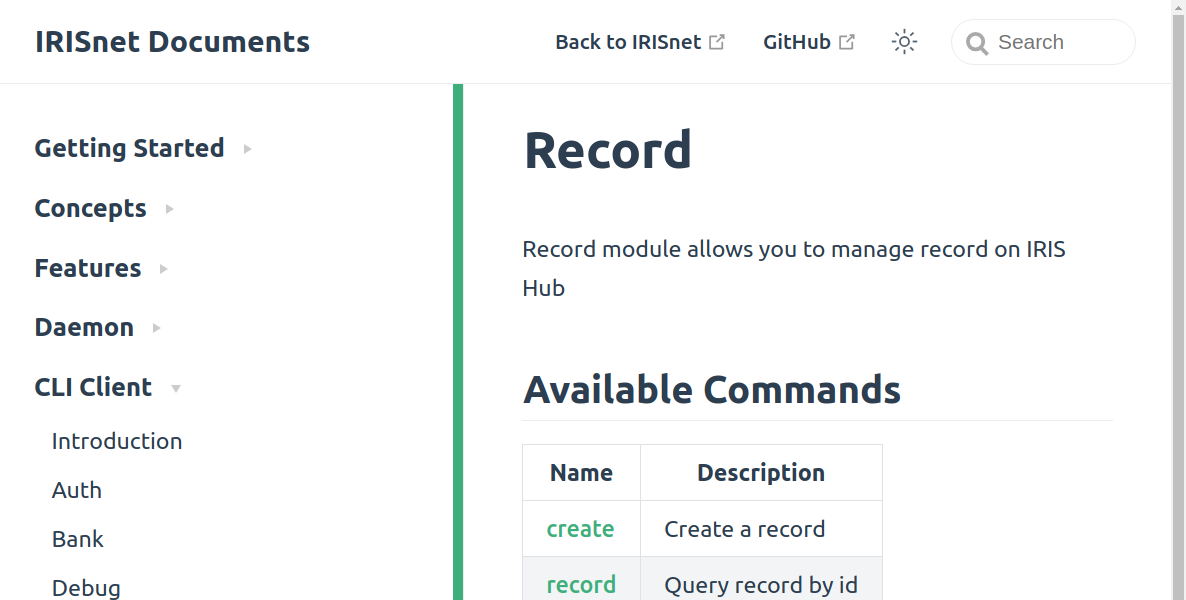 IRISnet Documents
Back to IRISnet
GitHub
Search
Getting Started
Concepts
Features
Daemon
CLI Client
Introduction
Auth
Bank
Debug
Record
Record module allows you to manage record on IRIS
Hub
Available Commands
Name Description
create Create a record
record Query record by id